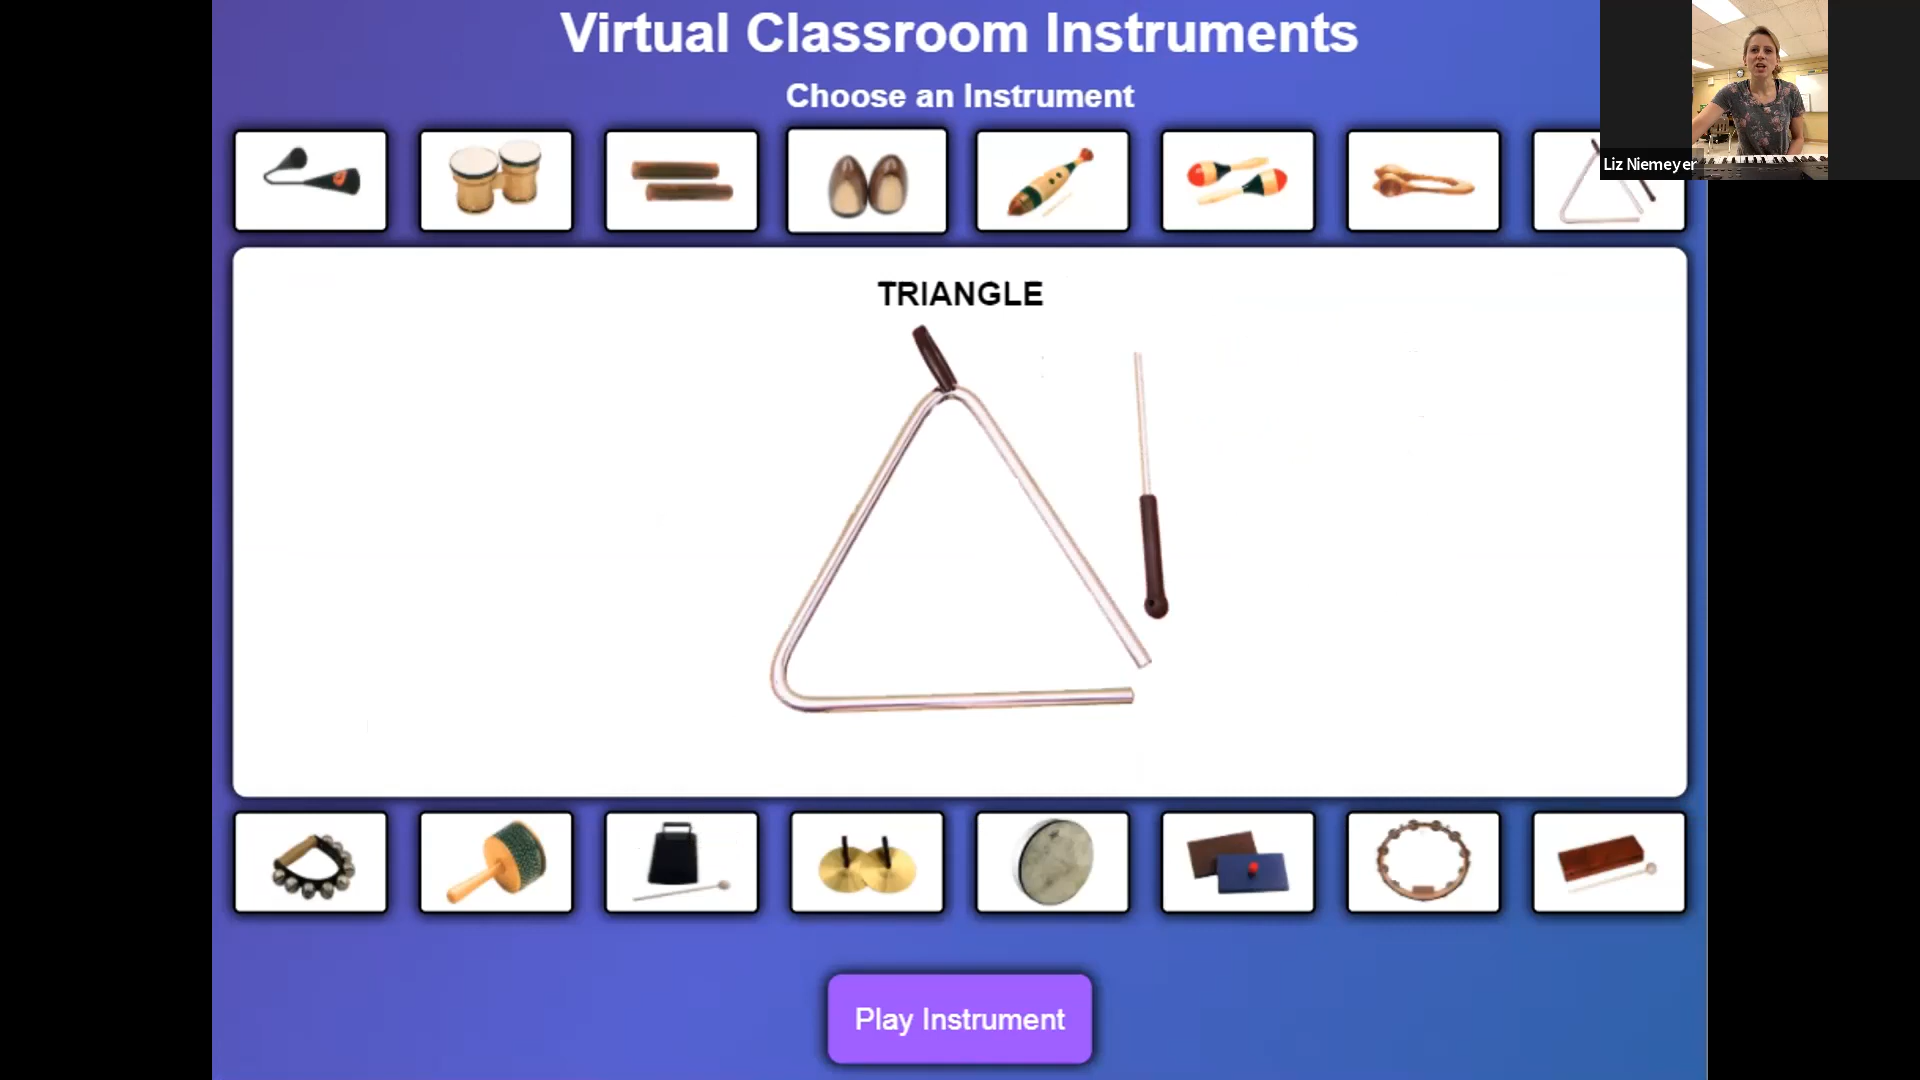 Virtual Classroom Instruments
Choose an Instrument
Liz Niemeyer
TRIANGLE
Play Instrument